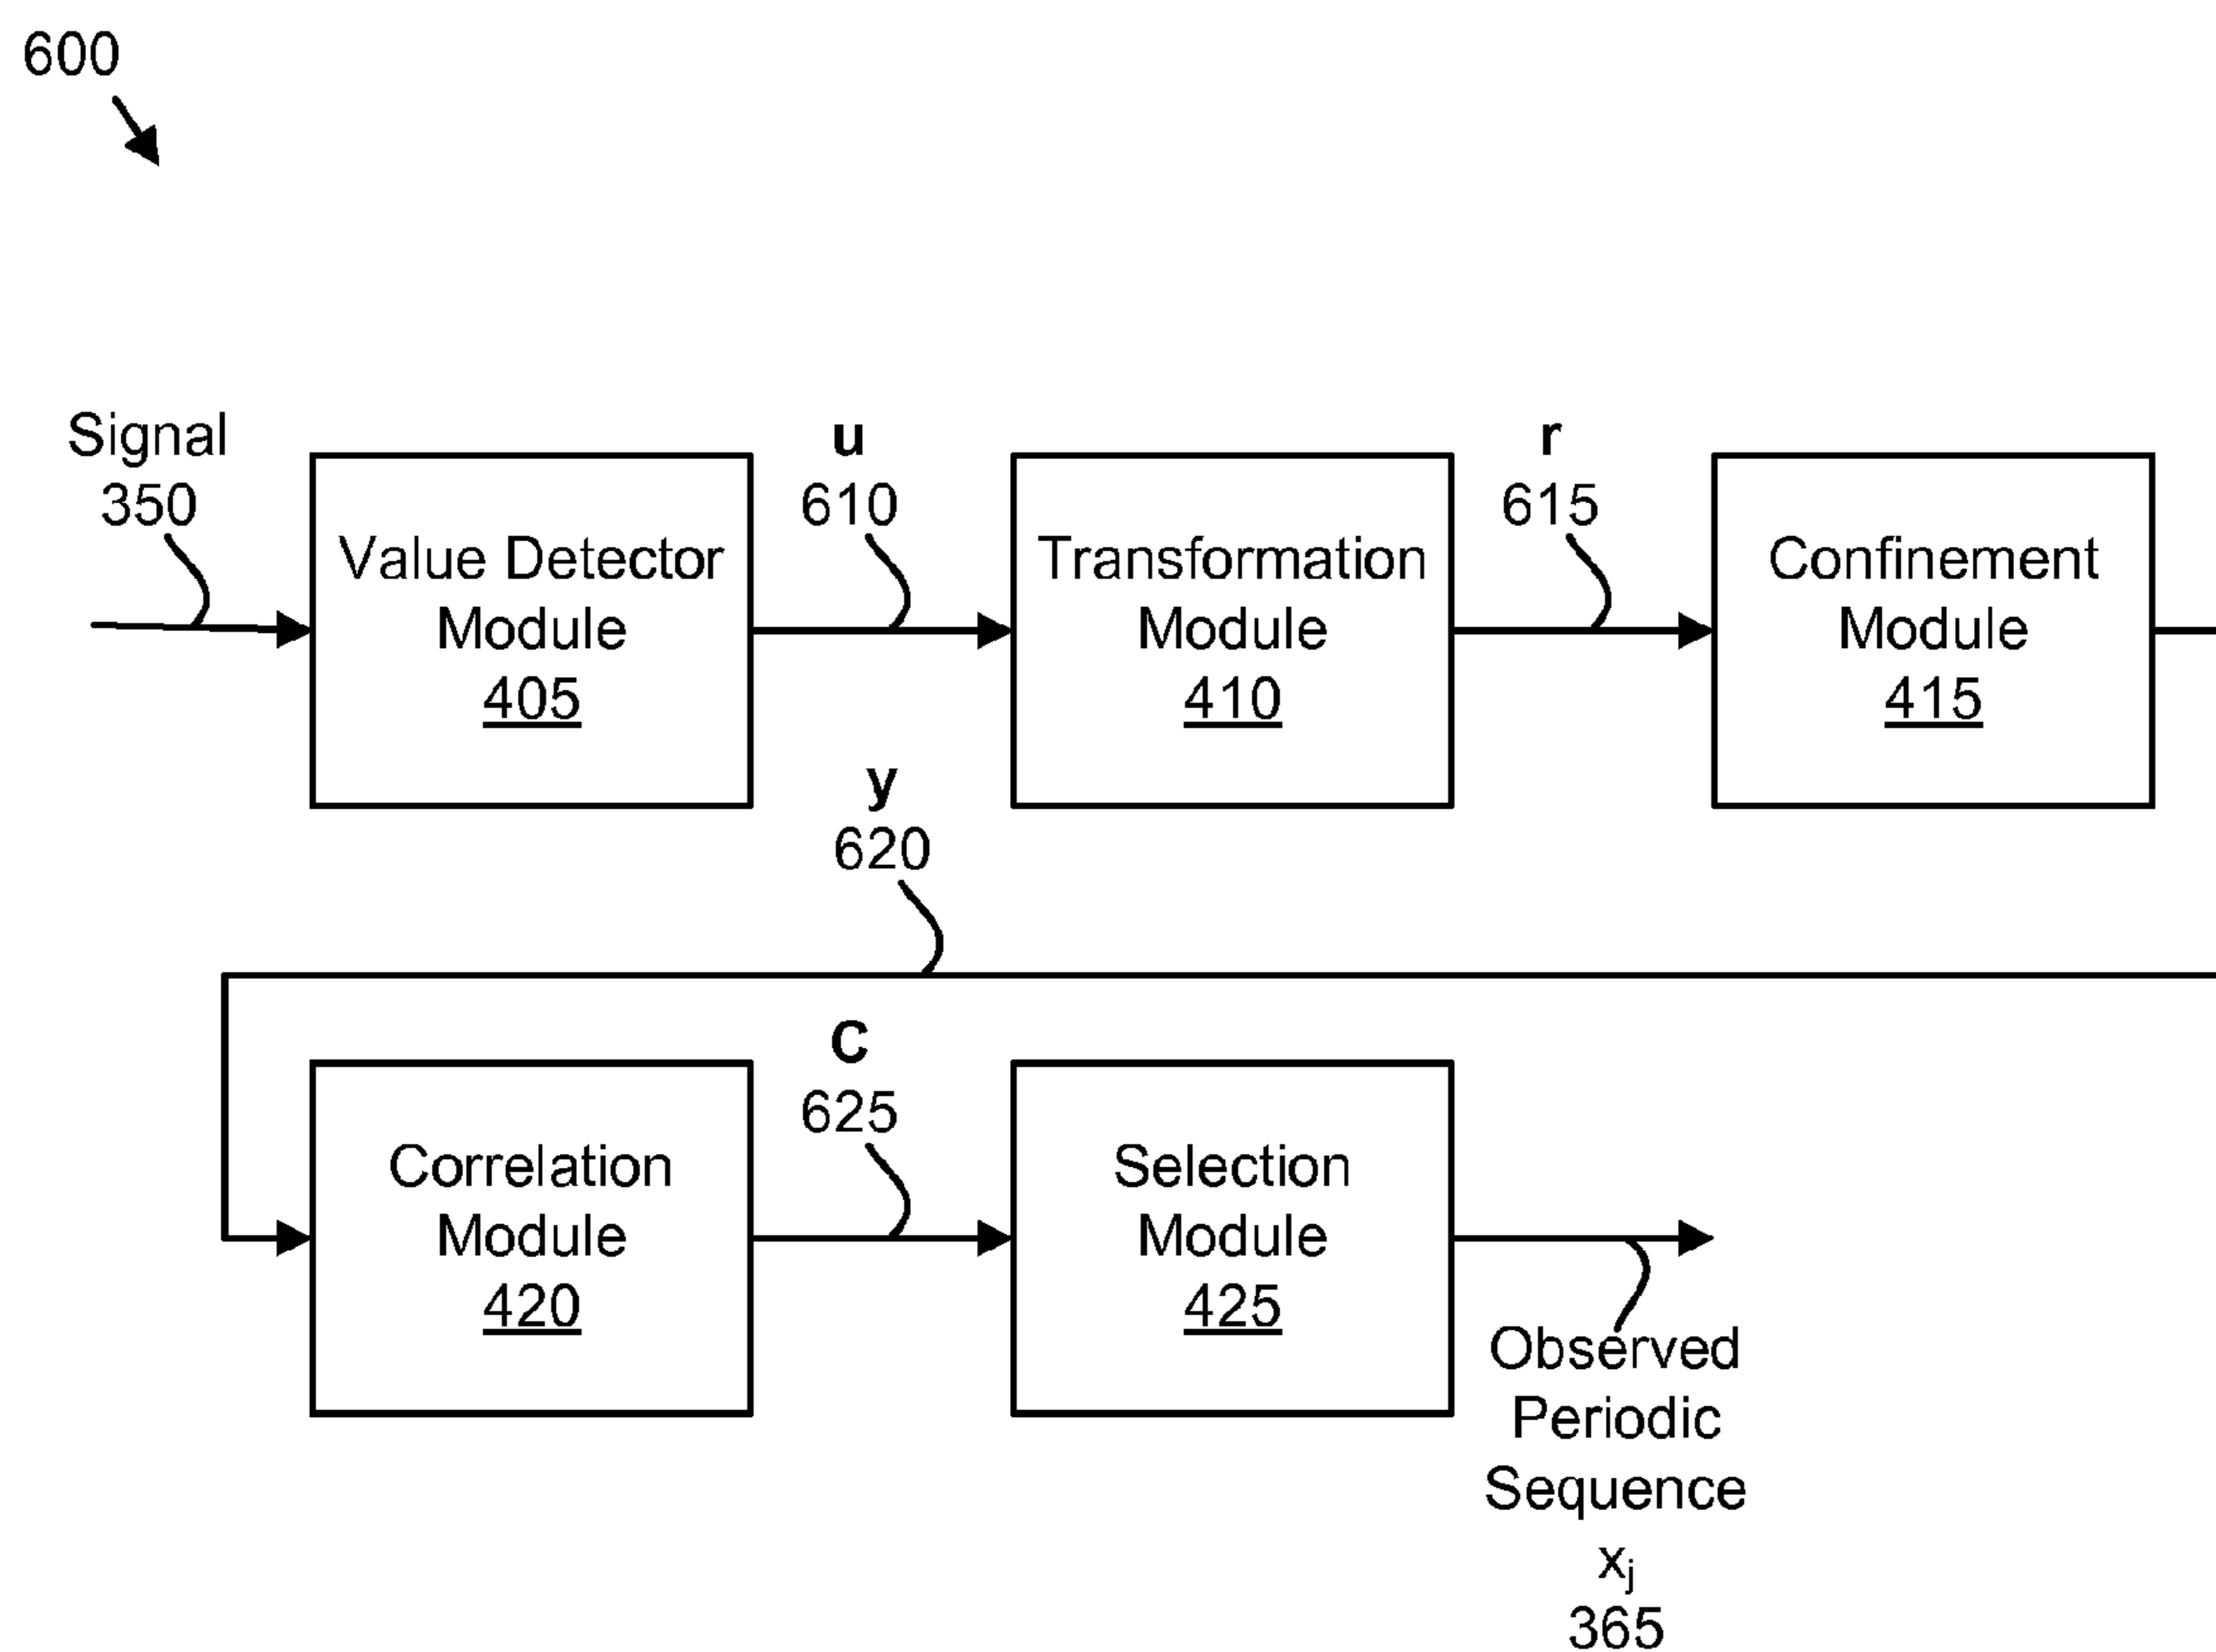 600
Signal
350
Value Detector
Module
405
u
610
Transformation
Module
410
r
615
Confinement
Module
415
y
620
Correlation
Module
420
C
625
Selection
Module
425
Observed
Periodic
Sequence
xj
365